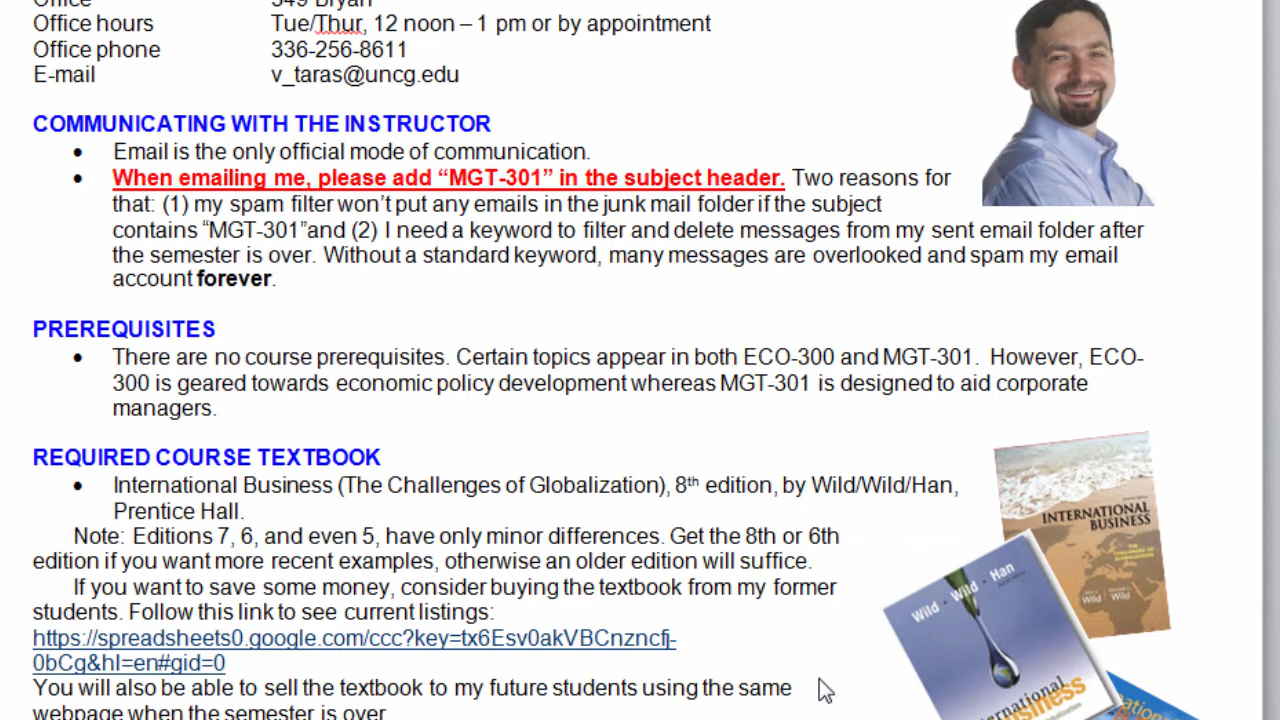 Office 349 Bryan
Office hours Tue/Thur, 12 noon – 1 pm or by appointment
Office phone 336-256-8611
E-mail v_taras@uncg.edu
COMMUNICATING WITH THE INSTRUCTOR
• Email is the only official mode of communication.
• When emailing me, please add “MGT-301” in the subject header. Two reasons for
that: (1) my spam filter won’t put any emails in the junk mail folder if the subject
contains “MGT-301”and (2) I need a keyword to filter and delete messages from my sent email folder after
the semester is over. Without a standard keyword, many messages are overlooked and spam my email
account forever.
PREREQUISITES
• There are no course prerequisites. Certain topics appear in both ECO-300 and MGT-301. However, ECO-
300 is geared towards economic policy development whereas MGT-301 is designed to aid corporate
managers.
REQUIRED COURSE TEXTBOOK
• International Business (The Challenges of Globalization), 8th edition, by Wild/Wild/Han,
Prentice Hall.
Note: Editions 7, 6, and even 5, have only minor differences. Get the 8th or 6th
edition if you want more recent examples, otherwise an older edition will suffice.
If you want to save some money, consider buying the textbook from my former
students. Follow this link to see current listings:
https://spreadsheets0.google.com/ccc?key=tx6Esv0akVBCnzncfj-
0bCg&hl=en#gid=0
You will also be able to sell the textbook to my future students using the same
webpage when the semester is over
INTERNATIONAL
BUSINESS
Wild Wild
Wild • Wild • Han
International
Business